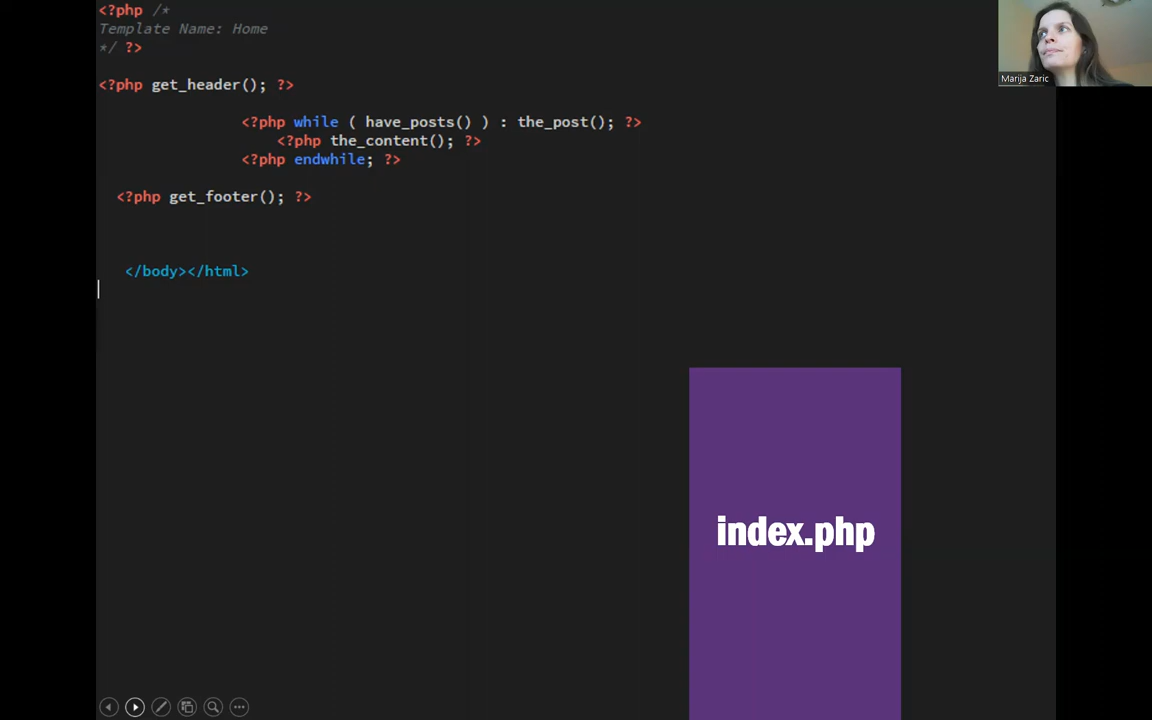 <?php /*
Template Name: Home
*/ ?>
<?php get_header(); ?>
<?php while ( have_posts() ) : the_post(); ?>
<?php the_content(); ?>
<?php endwhile; ?>
<?php get_footer(); ?>
</body></html>
index.php
Marija Zaric